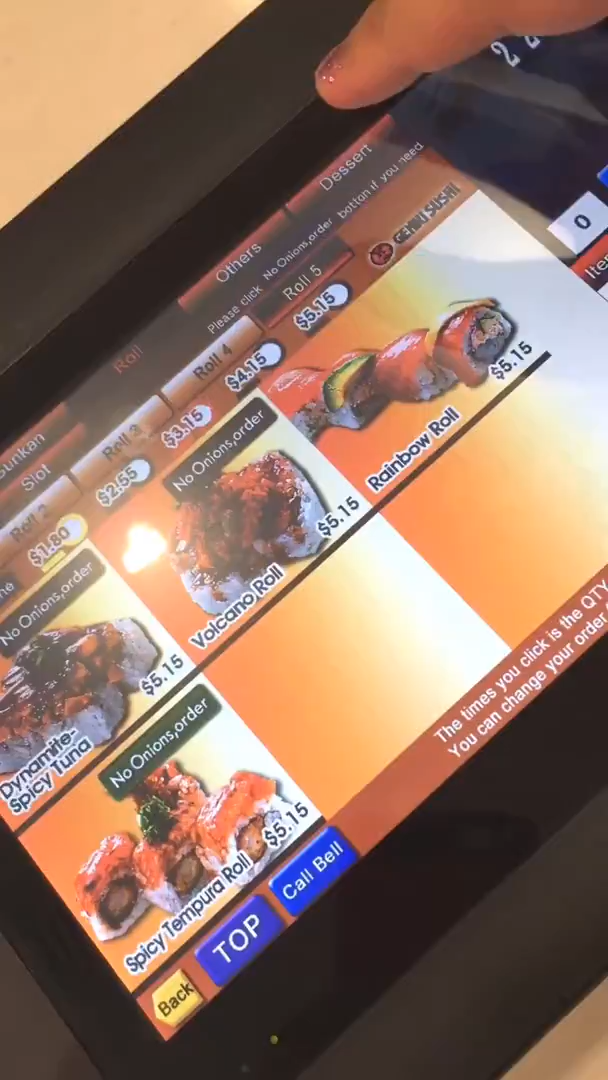 Gunkan
Roll
Others
Dessert
Slot
Please click No Onions,order botton if you need
Roll 2
Roll 3
Roll 4
Roll 5
GENKI SUSHI
$1.80
$2.55
$3.15
$4.15
$5.15
0
No Onions,order
Dynamite-
Spicy Tuna
$5.15
No Onions,order
Volcano Roll
$5.15
Rainbow Roll
$5.15
No Onions,order
Spicy Tempura Roll
$5.15
The times you click is the QTY
You can change your order
Back
TOP
Call Bell